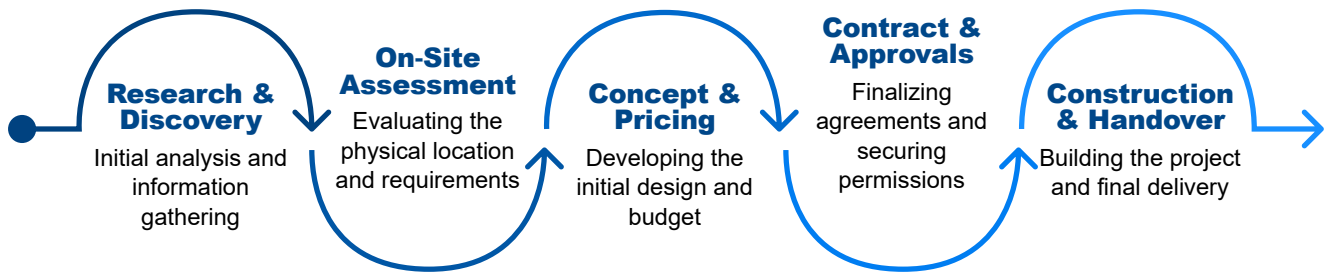 Research &
Discovery
Initial analysis and
information
gathering
On-Site
Assessment
Evaluating the
physical location
and requirements
Concept &
Pricing
Developing the
initial design and
budget
Contract &
Approvals
Finalizing
agreements and
securing
permissions
Construction
& Handover
Building the project
and final delivery